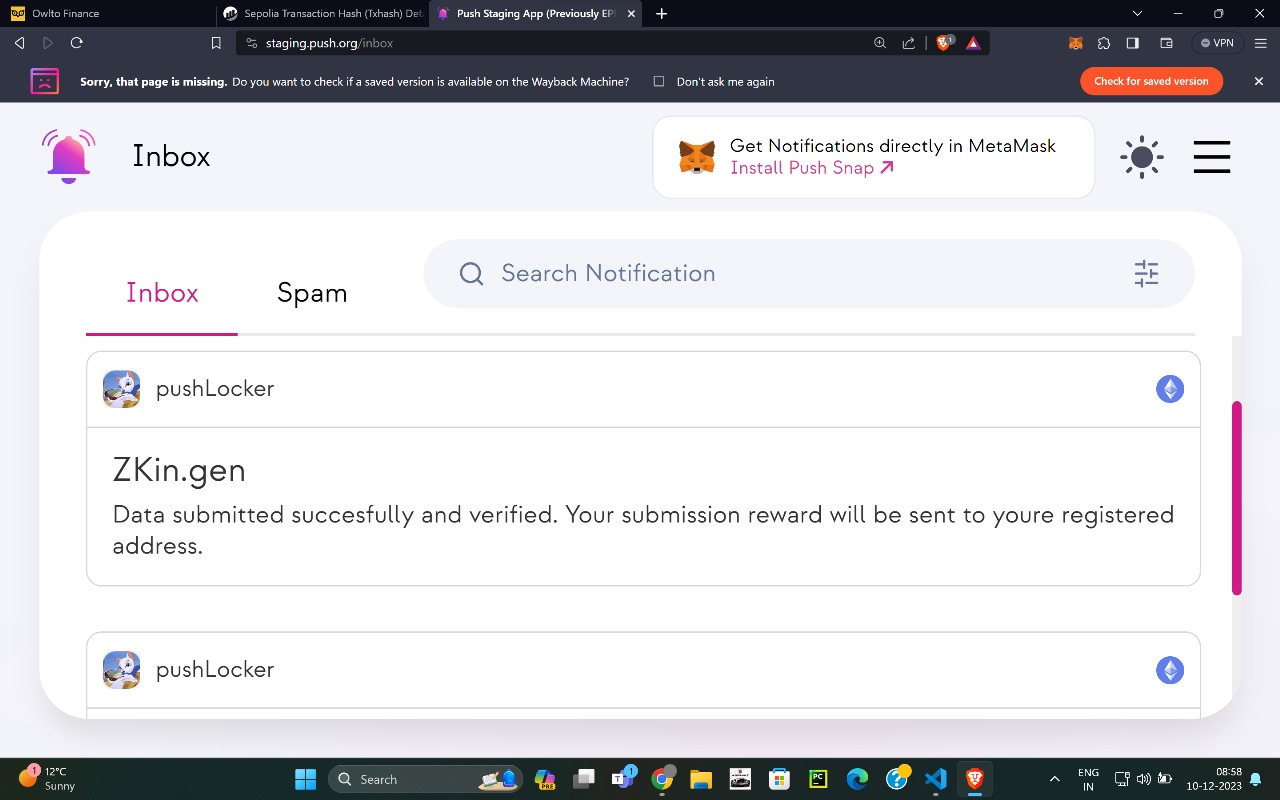 Owlto Finance
Sepolia Transaction Hash (Txhash) Det
Push Staging App (Previously EP
staging.push.org/inbox
1
VPN
Sorry, that page is missing. Do you want to check if a saved version is available on the Wayback Machine?
Don't ask me again
Check for saved version
Inbox
Get Notifications directly in MetaMask
Install Push Snap
Inbox
Spam
Search Notification
pushLocker
ZKin.gen
Data submitted succesfully and verified. Your submission reward will be sent to youre registered
address.
pushLocker
1
12°C
Sunny
Search
PRE
1
PC
ENG
IN
08:58
10-12-2023